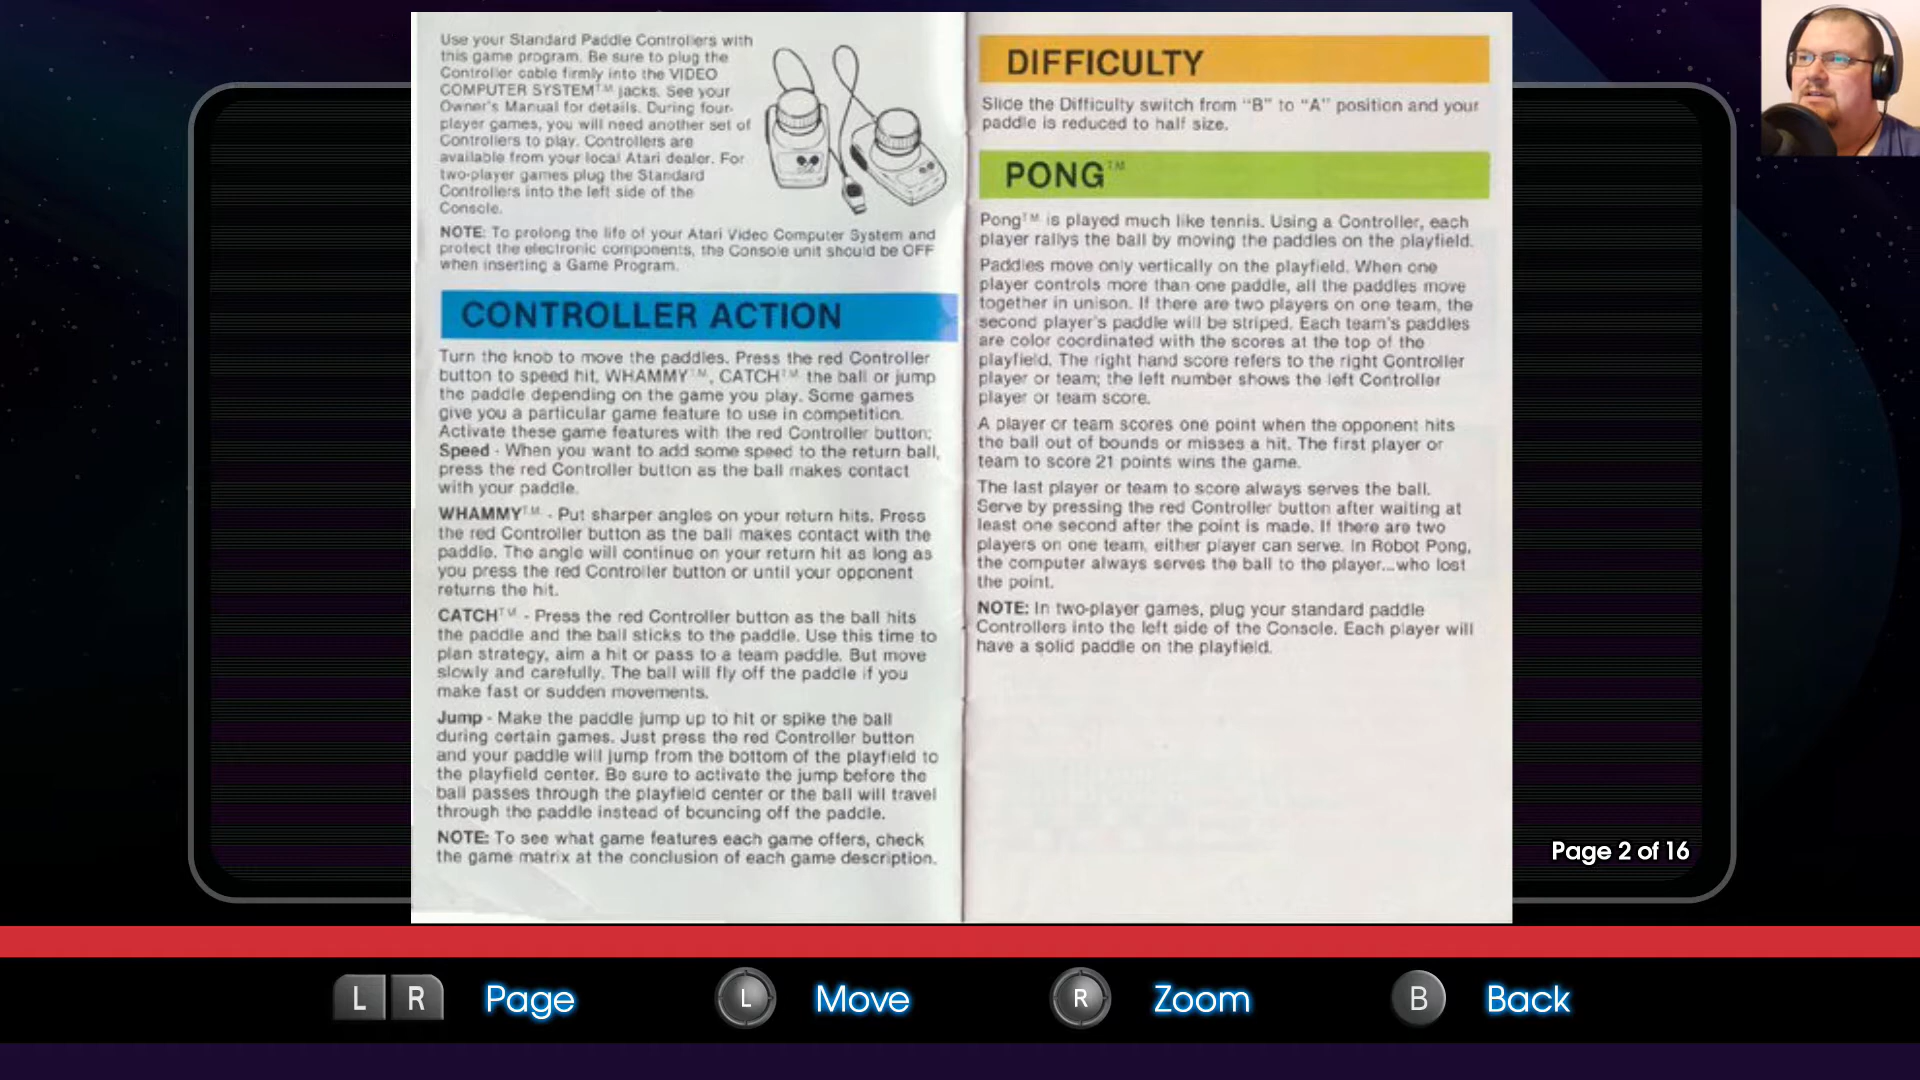 Use your Standard Paddle Controllers with
this game program. Be sure to plug the
Controller cable firmly into the VIDEO
COMPUTER SYSTEM™ jacks. See your
Owner's Manual for details. During four-
player games, you will need another set of
Controllers to play. Controllers are
available from your local Atari dealer. For
two-player games plug the Standard
Controllers into the left side of the
Console.
NOTE: To prolong the life of your Atari Video Computer System and
protect the electronic components, the Console unit should be OFF
when inserting a Game Program.
CONTROLLER ACTION
Turn the knob to move the paddles. Press the red Controller
button to speed hit, WHAMMY™, CATCH™ the ball or jump
the paddle depending on the game you play. Some games
give you a particular game feature to use in competition.
Activate these game features with the red Controller button:
Speed - When you want to add some speed to the return ball,
press the red Controller button as the ball makes contact
with your paddle.
WHAMMY™ - Put sharper angles on your return hits. Press
the red Controller button as the ball makes contact with the
paddle. The angle will continue on your return hit as long as
you press the red Controller button or until your opponent
returns the hit.
CATCH™ - Press the red Controller button as the ball hits
the paddle and the ball sticks to the paddle. Use this time to
plan strategy, aim a hit or pass to a team paddle. But move
slowly and carefully. The ball will fly off the paddle if you
make fast or sudden movements.
Jump - Make the paddle jump up to hit or spike the ball
during certain games. Just press the red Controller button
and your paddle will jump from the bottom of the playfield to
the playfield center. Be sure to activate the jump before the
ball passes through the playfield center or the ball will travel
through the paddle instead of bouncing off the paddle.
NOTE: To see what game features each game offers, check
the game matrix at the conclusion of each game description.
DIFFICULTY
Slide the Difficulty switch from "B" to "A" position and your
paddle is reduced to half size.
PONG™
Pong™ is played much like tennis. Using a Controller, each
player rallys the ball by moving the paddles on the playfield.
Paddles move only vertically on the playfield. When one
player controls more than one paddle, all the paddles move
together in unison. If there are two players on one team, the
second player's paddle will be striped. Each team's paddles
are color coordinated with the scores at the top of the
playfield. The right hand score refers to the right Controller
player or team; the left number shows the left Controller
player or team score.
A player or team scores one point when the opponent hits
the ball out of bounds or misses a hit. The first player or
team to score 21 points wins the game.
The last player or team to score always serves the ball.
Serve by pressing the red Controller button after waiting at
least one second after the point is made. If there are two
players on one team, either player can serve. In Robot Pong,
the computer always serves the ball to the player...who lost
the point.
NOTE: In two-player games, plug your standard paddle
Controllers into the left side of the Console. Each player will
have a solid paddle on the playfield.
Page 2 of 16
L R Page L Move R Zoom B Back